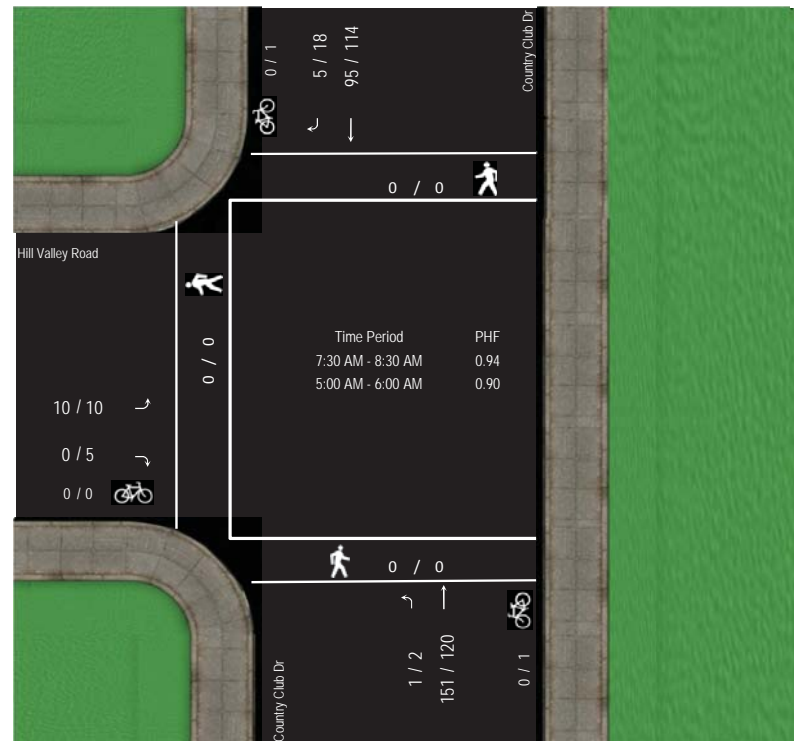 0 / 1
5 / 18
95 / 114
Country Club Dr
0 / 0
Hill Valley Road
0 / 0
Time Period PHF
7:30 AM - 8:30 AM 0.94
5:00 AM - 6:00 AM 0.90
10 / 10
0 / 5
0 / 0
0 / 0
Country Club Dr
1 / 2
151 / 120
0 / 1